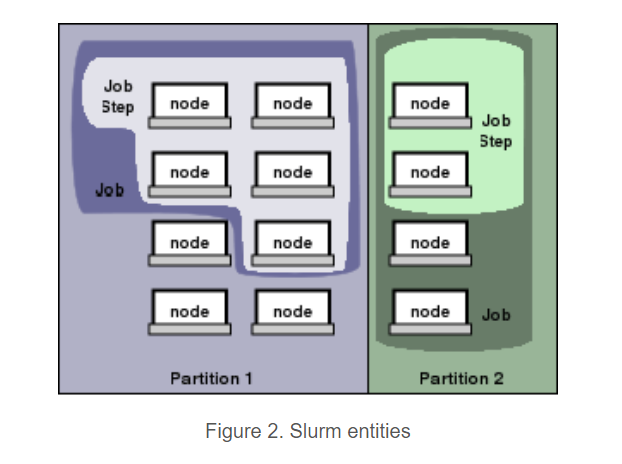 Job
Step
node
node
node
node
Job
node
node
node
node
Partition 1
node
Job
Step
node
node
node
Job
Partition 2
Figure 2. Slurm entities